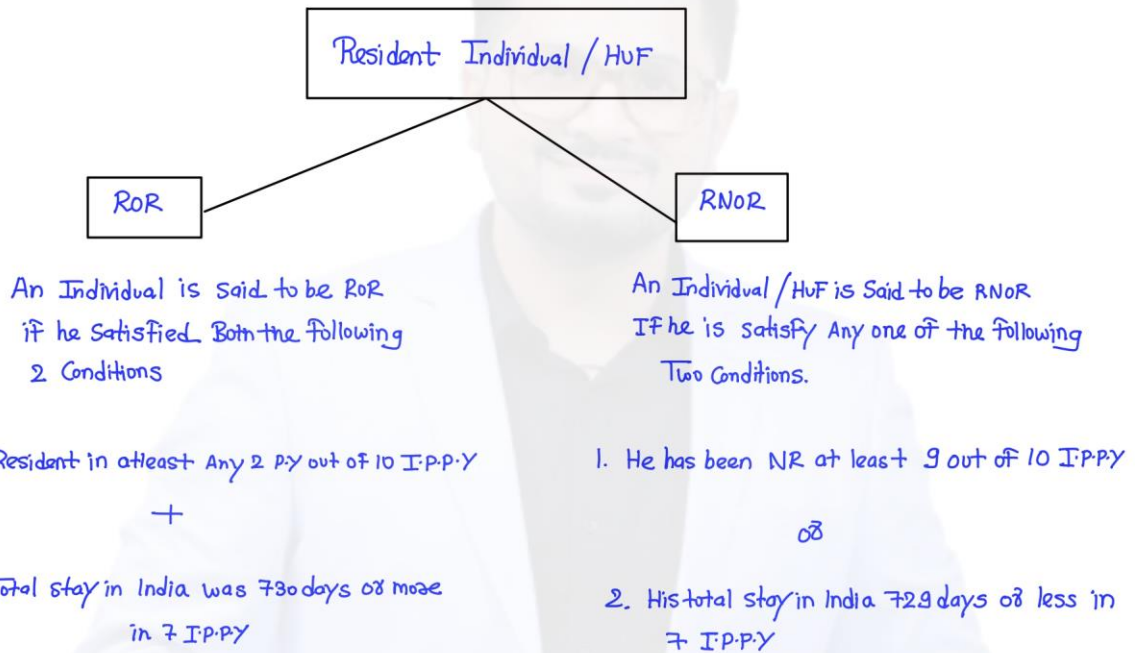 Resident Individual / HUF
ROR
An Individual is said to be ROR
if he satisfied Both the following
2 Conditions
Resident in atleast Any 2 P.Y out of 10 I.P.P.Y
+
Total stay in India was 730 days or more
in 7 I.P.P.Y
RNOR
An Individual / HUF is Said to be RNOR
If he is satisfy Any one of the following
Two Conditions.
1. He has been NR at least 9 out of 10 I.P.P.Y
or
2. His total stay in India 729 days or less in
7 I.P.P.Y